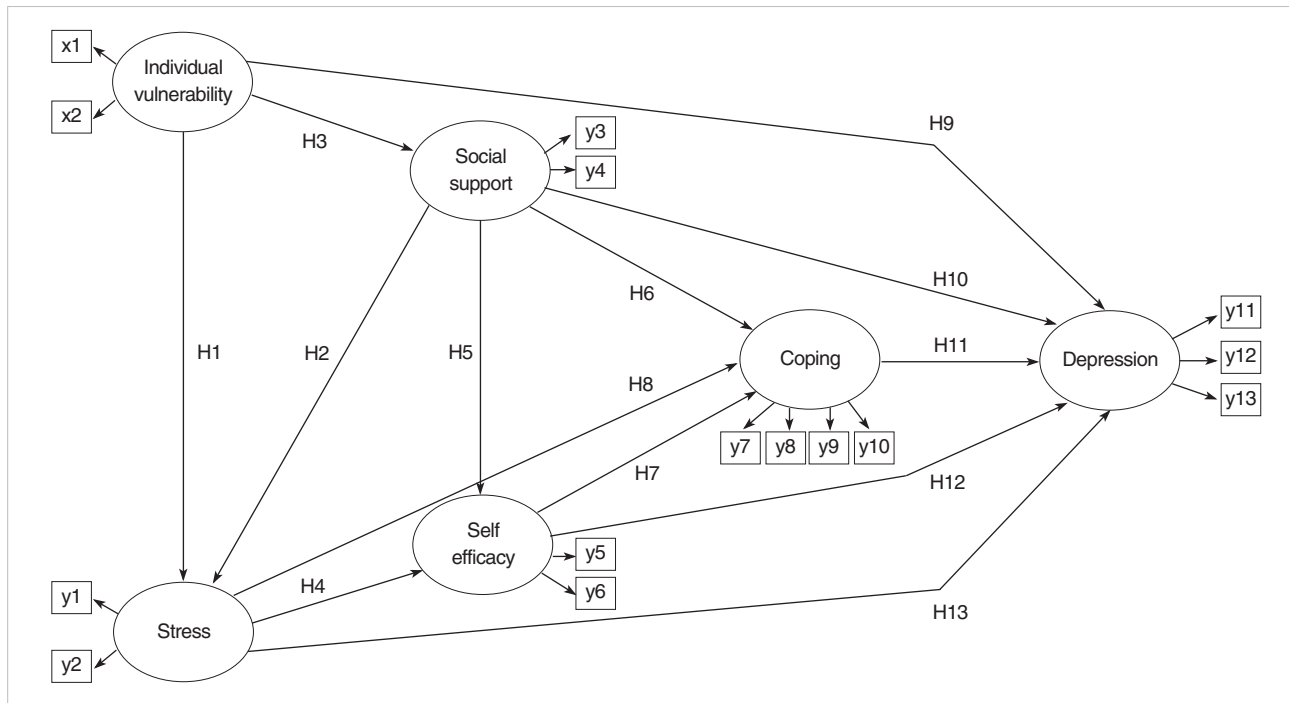 x1
Individual
vulnerability
x2
H3
H9
y3
Social
support
y4
H10
H6
y11
H1
H2
H5
Coping
H11
Depression
y12
H8
y13
y7
y8
y9
y10
H7
H12
Self
efficacy
y5
y6
H4
y1
Stress
y2
H13